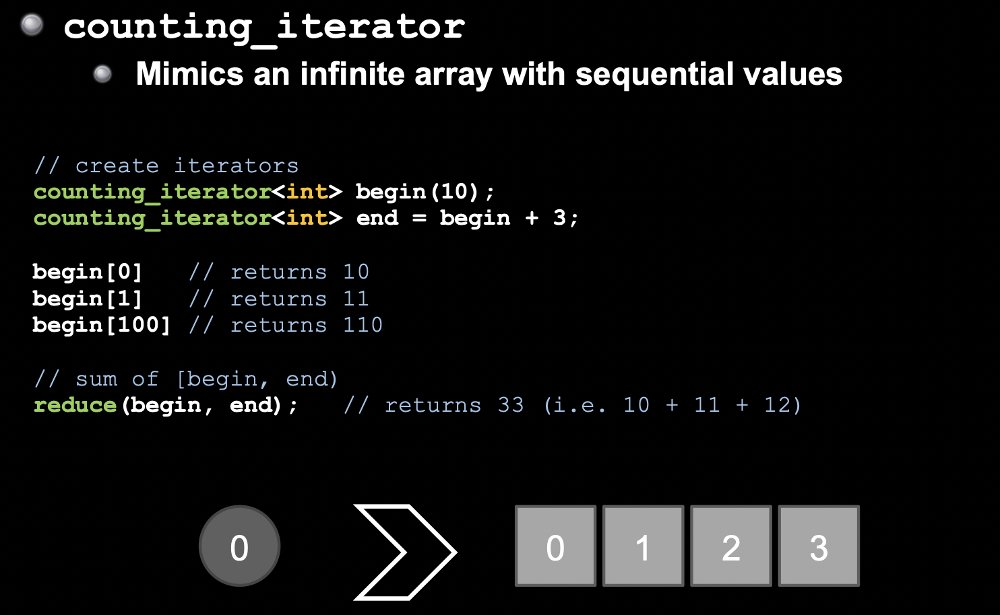 counting_iterator
Mimics an infinite array with sequential values
// create iterators
counting_iterator<int> begin(10);
counting_iterator<int> end = begin + 3;
begin[0]   // returns 10
begin[1]   // returns 11
begin[100] // returns 110
// sum of [begin, end)
reduce(begin, end);   // returns 33 (i.e. 10 + 11 + 12)
0 0 1 2 3